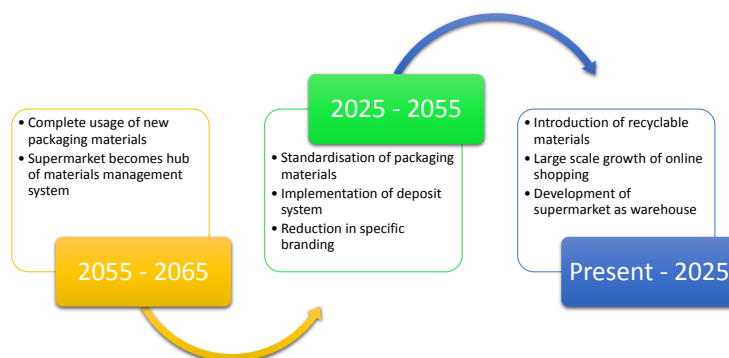 • Complete usage of new
packaging materials
• Supermarket becomes hub
of materials management
system
2055 - 2065
2025 - 2055
• Standardisation of packaging
materials
• Implementation of deposit
system
• Reduction in specific
branding
• Introduction of recyclable
materials
• Large scale growth of online
shopping
• Development of
supermarket as warehouse
Present - 2025